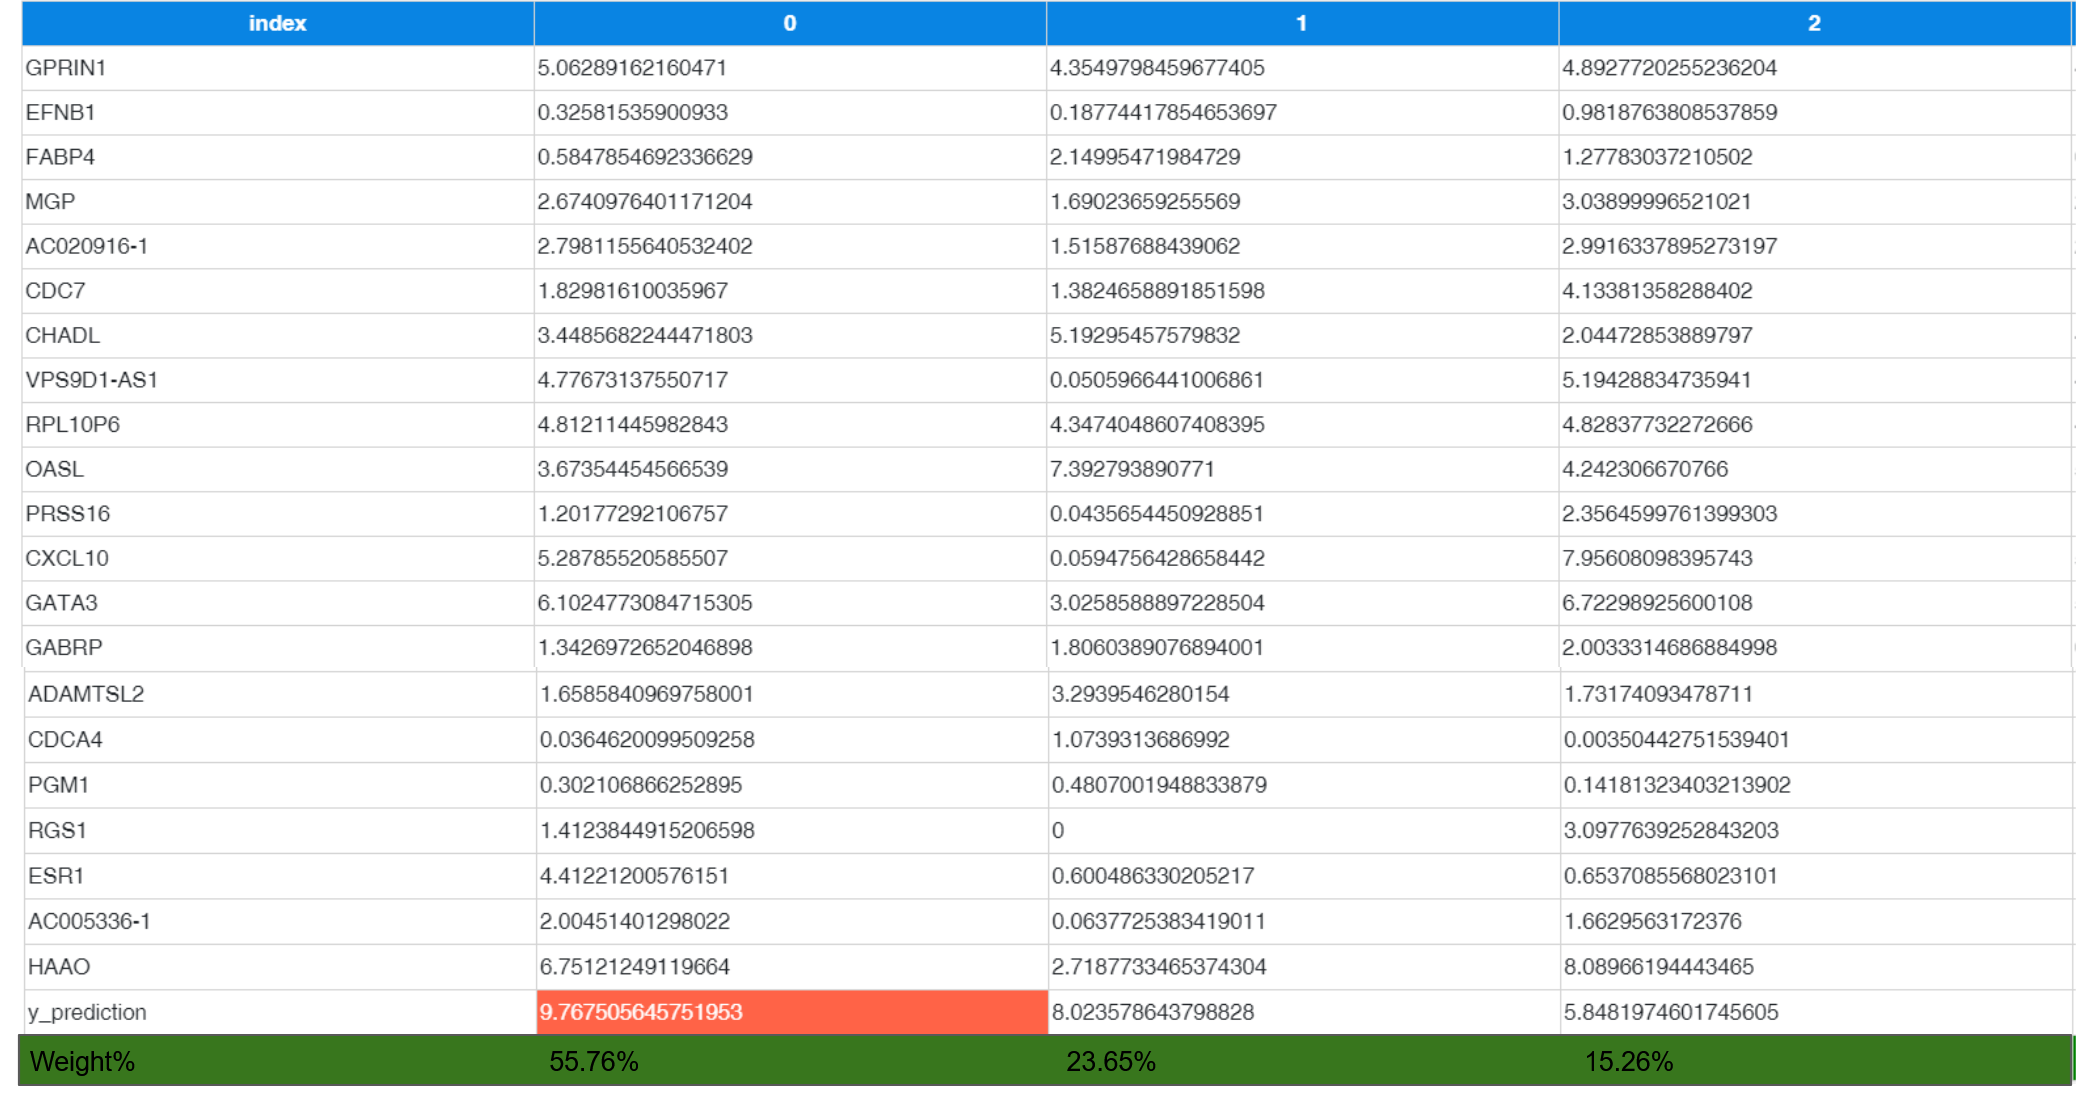 index 0 1 2
GPRIN1 5.06289162160471 4.3549798459677405 4.8927720255236204
EFNB1 0.32581535900933 0.18774417854653697 0.9818763808537859
FABP4 0.5847854692336629 2.14995471984729 1.27783037210502
MGP 2.6740976401171204 1.69023659255569 3.03899996521021
AC020916-1 2.7981155640532402 1.51587688439062 2.9916337895273197
CDC7 1.82981610035967 1.3824658891851598 4.13381358288402
CHADL 3.4485682244471803 5.19295457579832 2.04472853889797
VPS9D1-AS1 4.77673137550717 0.0505966441006861 5.19428834735941
RPL10P6 4.81211445982843 4.3474048607408395 4.82837732272666
OASL 3.67354454566539 7.392793890771 4.242306670766
PRSS16 1.20177292106757 0.0435654450928851 2.3564599761399303
CXCL10 5.28785520585507 0.0594756428658442 7.95608098395743
GATA3 6.1024773084715305 3.0258588897228504 6.72298925600108
GABRP 1.3426972652046898 1.8060389076894001 2.0033314686884998
ADAMTSL2 1.6585840969758001 3.2939546280154 1.73174093478711
CDCA4 0.0364620099509258 1.0739313686992 0.00350442751539401
PGM1 0.302106866252895 0.4807001948833879 0.14181323403213902
RGS1 1.4123844915206598 0 3.0977639252843203
ESR1 4.41221200576151 0.600486330205217 0.6537085568023101
AC005336-1 2.00451401298022 0.0637725383419011 1.6629563172376
HAAO 6.75121249119664 2.7187733465374304 8.08966194443465
y_prediction 9.767505645751953 8.023578643798828 5.8481974601745605
Weight% 55.76% 23.65% 15.26%